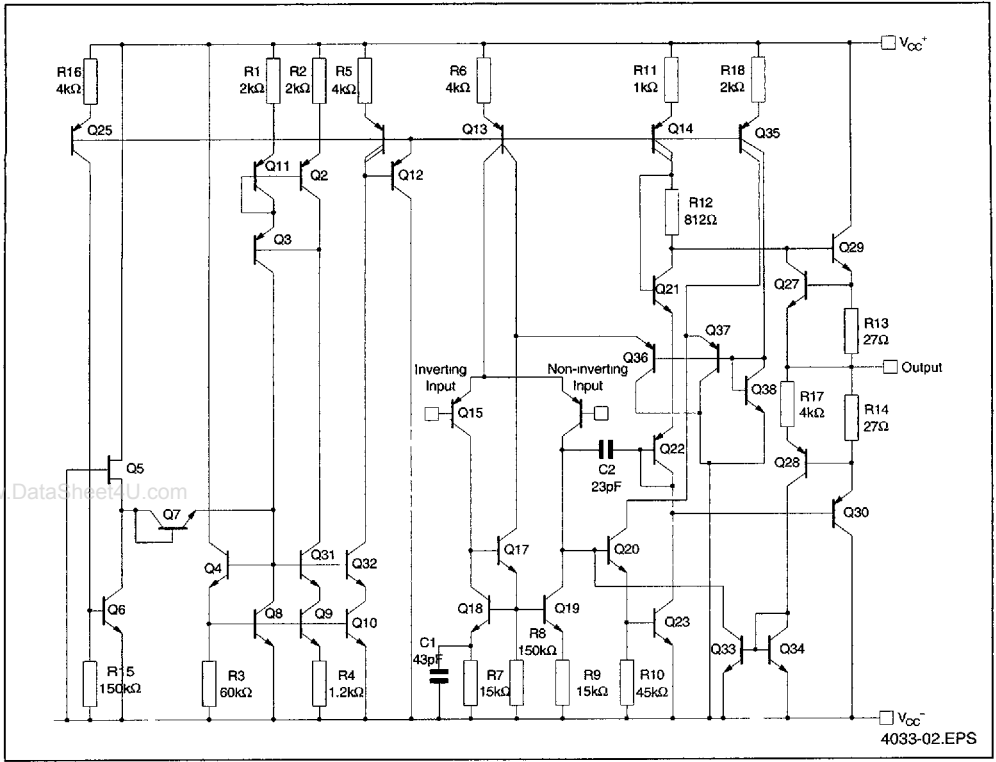 V_CC^+
R16
4kΩ
R1
2kΩ
R2
2kΩ
R5
4kΩ
R6
4kΩ
R11
1kΩ
R18
2kΩ
Q25
Q13
Q14
Q35
Q11
Q2
Q12
R12
812Ω
Q3
Q29
Q27
Q21
R13
27Ω
Q36
Q37
Inverting
Input
Non-inverting
Input
Output
Q38
R17
4kΩ
R14
27Ω
Q15
Q22
Q28
C2
23pF
Q5
.DataSheet4U.com
Q7
Q30
Q4
Q31
Q32
Q17
Q20
Q6
Q8
Q9
Q10
Q18
Q19
Q23
R8
150kΩ
Q33
Q34
C1
43pF
R15
150kΩ
R3
60kΩ
R4
1.2kΩ
R7
15kΩ
R9
15kΩ
R10
45kΩ
V_CC^-
4033-02.EPS